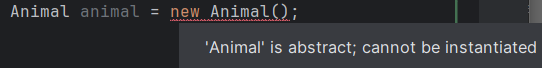 Animal animal = new Animal();
'Animal' is abstract; cannot be instantiated